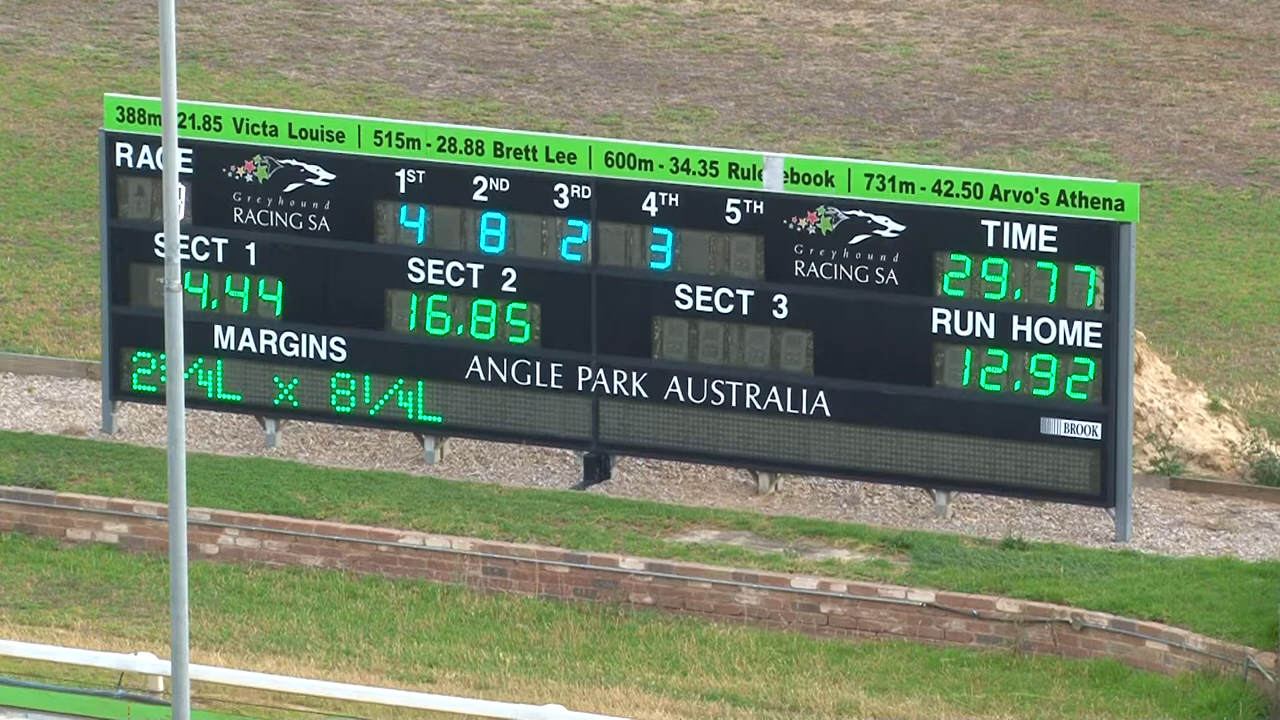 388m 21.85 Victa Louise | 515m - 28.88 Brett Lee | 600m - 34.35 Rule ebook | 731m - 42.50 Arvo's Athena
RACE
Greyhound
RACING SA
1ST 2ND 3RD 4TH 5TH
4 8 2 3
Greyhound
RACING SA
TIME
29.77
SECT 1
4.44
SECT 2
16.85
SECT 3
RUN HOME
12.92
MARGINS
4L x 8 1/4L
ANGLE PARK AUSTRALIA
BROOK